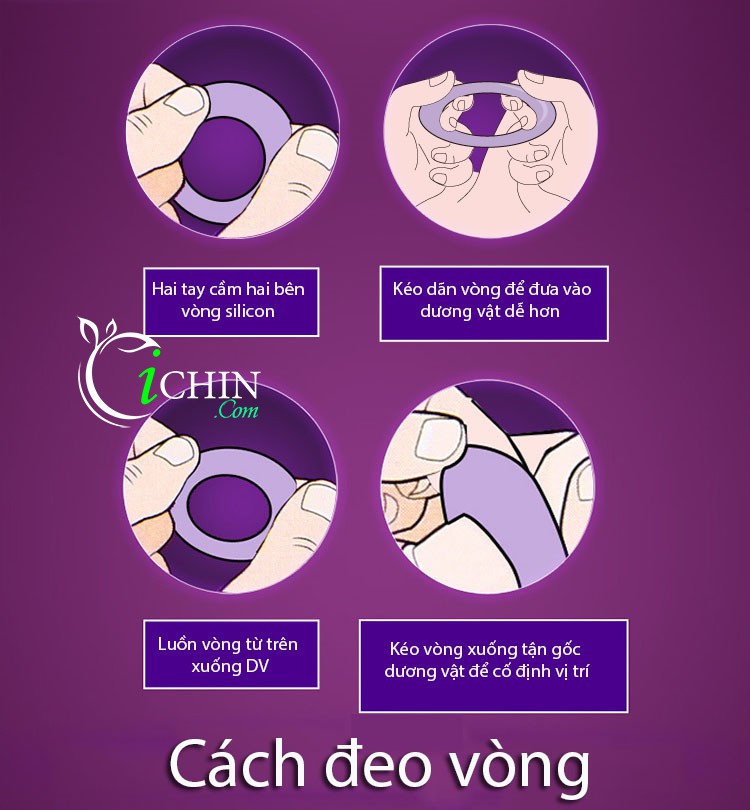 Hai tay cầm hai bên
vòng silicon
Kéo dãn vòng để đưa vào
dương vật dễ hơn
iCHIN
.Com
Luồn vòng từ trên
xuống DV
Kéo vòng xuống tận gốc
dương vật để cố định vị trí
Cách đeo vòng